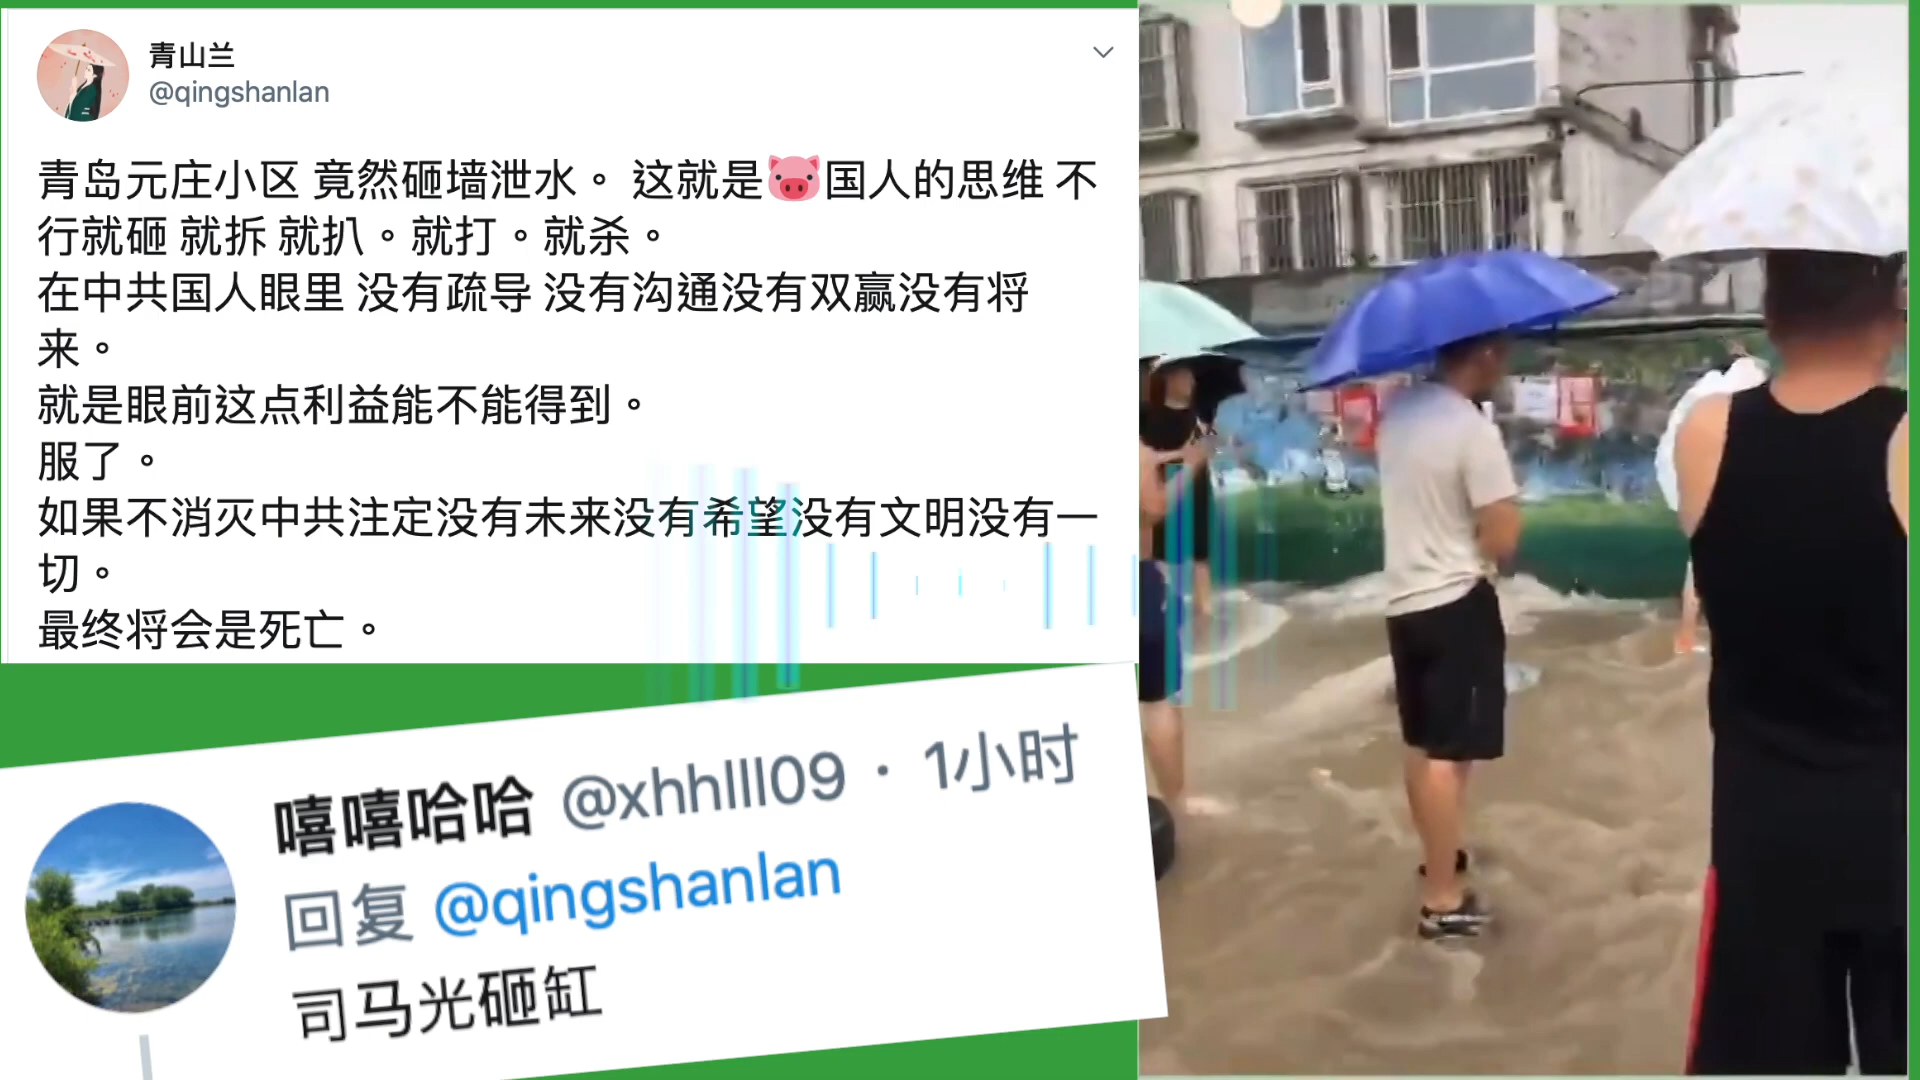 青山兰
@qingshanlan
青岛元庄小区 竟然砸墙泄水。 这就是🐷国人的思维 不
行就砸 就拆 就扒。就打。就杀。
在中共国人眼里 没有疏导 没有沟通没有双赢没有将
来。
就是眼前这点利益能不能得到。
服了。
如果不消灭中共注定没有未来没有希望没有文明没有一
切。
最终将会是死亡。
嘻嘻哈哈 @xhhlll09 · 1小时
回复 @qingshanlan
司马光砸缸